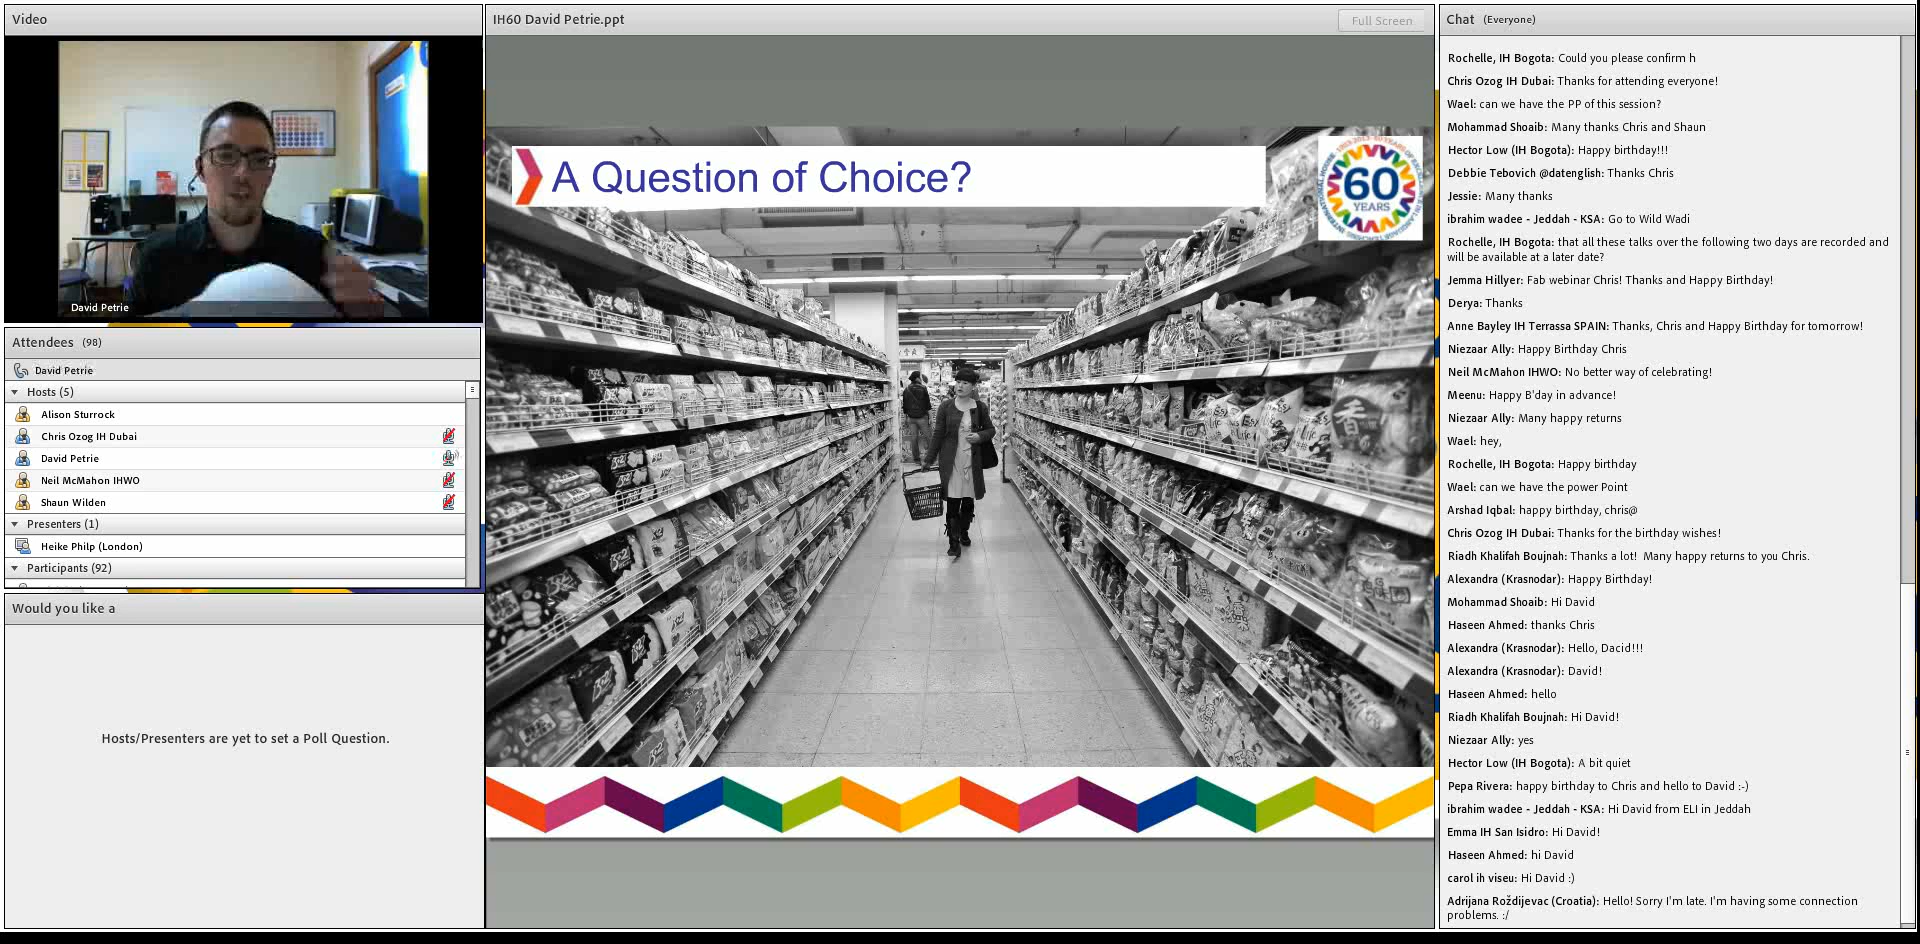 Video
David Petrie
Attendees (98)
David Petrie
Hosts (5)
Alison Sturrock
Chris Ozog IH Dubai
David Petrie
Neil McMahon IHWO
Shaun Wilden
Presenters (1)
Heike Philp (London)
Participants (92)
Would you like a
Hosts/Presenters are yet to set a Poll Question.
IH60 David Petrie.ppt
Full Screen
A Question of Choice?
60
YEARS
Chat (Everyone)
Rochelle, IH Bogota: Could you please confirm h
Chris Ozog IH Dubai: Thanks for attending everyone!
Wael: can we have the PP of this session?
Mohammad Shoaib: Many thanks Chris and Shaun
Hector Low (IH Bogota): Happy birthday!!!
Debbie Tebovich @datenglish: Thanks Chris
Jessie: Many thanks
ibrahim wadee - Jeddah - KSA: Go to Wild Wadi
Rochelle, IH Bogota: that all these talks over the following two days are recorded and
will be available at a later date?
Jemma Hillyer: Fab webinar Chris! Thanks and Happy Birthday!
Derya: Thanks
Anne Bayley IH Terrassa SPAIN: Thanks, Chris and Happy Birthday for tomorrow!
Niezaar Ally: Happy Birthday Chris
Neil McMahon IHWO: No better way of celebrating!
Meenu: Happy B'day in advance!
Niezaar Ally: Many happy returns
Wael: hey,
Rochelle, IH Bogota: Happy birthday
Wael: can we have the power Point
Arshad Iqbal: happy birthday, chris@
Chris Ozog IH Dubai: Thanks for the birthday wishes!
Riadh Khalifah Boujnah: Thanks a lot!  Many happy returns to you Chris.
Alexandra (Krasnodar): Happy Birthday!
Mohammad Shoaib: Hi David
Haseen Ahmed: thanks Chris
Alexandra (Krasnodar): Hello, Dacid!!!
Alexandra (Krasnodar): David!
Haseen Ahmed: hello
Riadh Khalifah Boujnah: Hi David!
Niezaar Ally: yes
Hector Low (IH Bogota): A bit quiet
Pepa Rivera: happy birthday to Chris and hello to David :-)
ibrahim wadee - Jeddah - KSA: Hi David from ELI in Jeddah
Emma IH San Isidro: Hi David!
Haseen Ahmed: hi David
carol ih viseu: Hi David :)
Adrijana Roždijevac (Croatia): Hello! Sorry I'm late. I'm having some connection
problems. :/